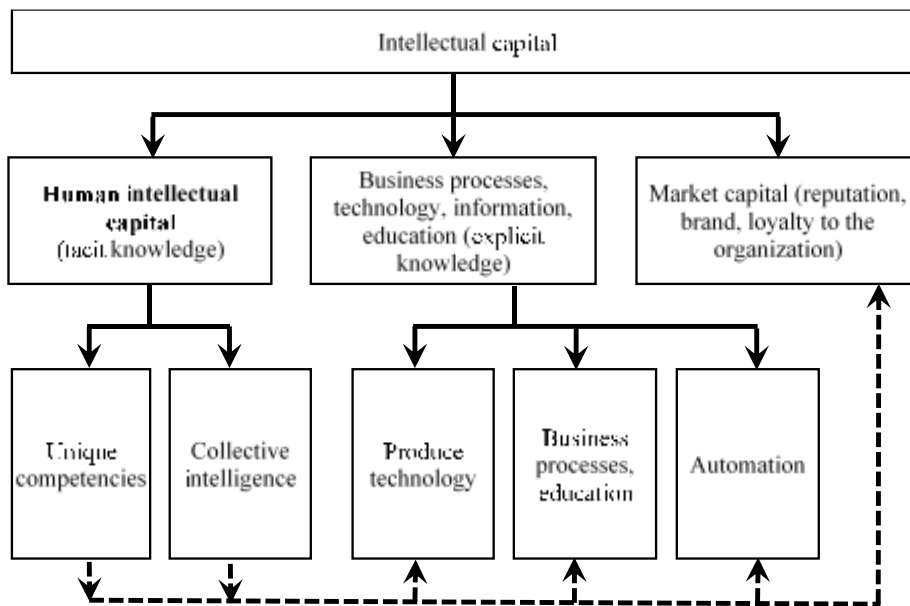 Intellectual capital
Human intellectual
capital
(tacit knowledge)
Business processes,
technology, information,
education (explicit
knowledge)
Market capital (reputation,
brand, loyalty to the
organization)
Unique
competencies
Collective
intelligence
Produce
technology
Business
processes,
education
Automation